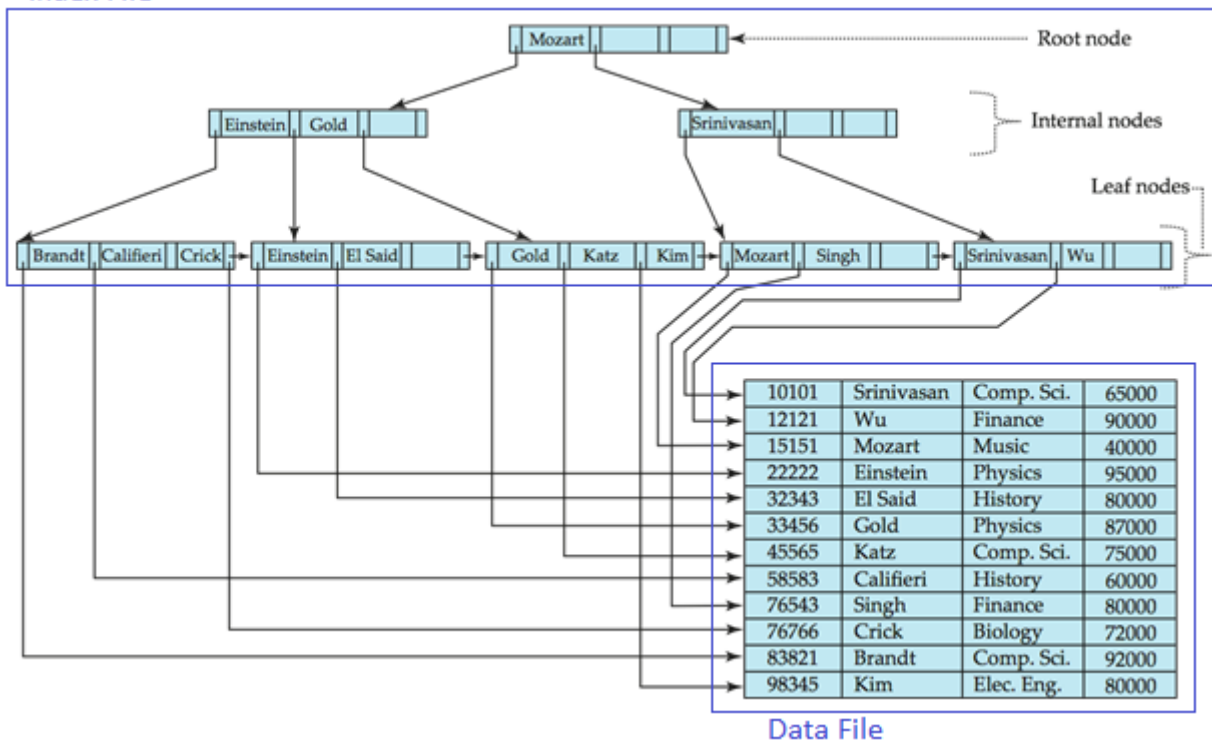 Mozart
Root node
Einstein Gold
Srinivasan
Internal nodes
Leaf nodes
Brandt Califieri Crick Einstein El Said Gold Katz Kim Mozart Singh Srinivasan Wu
10101 Srinivasan Comp. Sci. 65000
12121 Wu Finance 90000
15151 Mozart Music 40000
22222 Einstein Physics 95000
32343 El Said History 80000
33456 Gold Physics 87000
45565 Katz Comp. Sci. 75000
58583 Califieri History 60000
76543 Singh Finance 80000
76766 Crick Biology 72000
83821 Brandt Comp. Sci. 92000
98345 Kim Elec. Eng. 80000
Data File